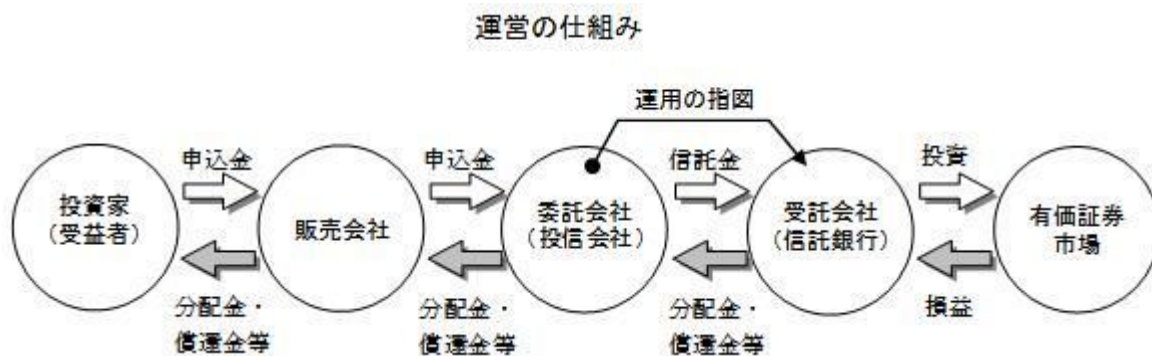 運営の仕組み
運用の指図
申込金
申込金
信託金
投資
投資家
(受益者)
販売会社
委託会社
(投信会社)
受託会社
(信託銀行)
有価証券
市場
分配金・
償還金等
分配金・
償還金等
分配金・
償還金等
損益